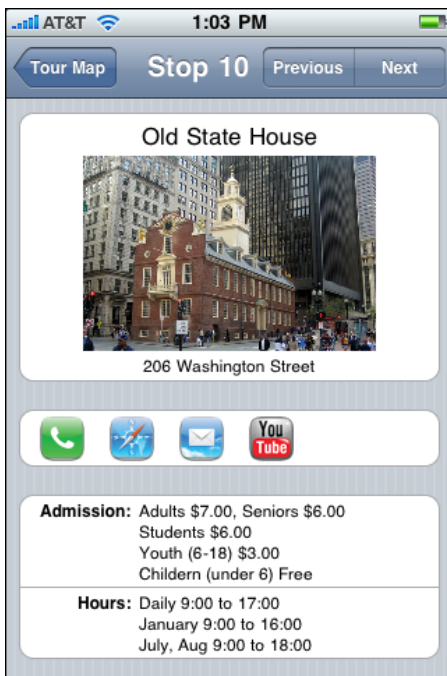 AT&T 1:03 PM
Tour Map Stop 10 Previous Next
Old State House
206 Washington Street
You
Tube
Admission: Adults $7.00, Seniors $6.00
Students $6.00
Youth (6-18) $3.00
Childern (under 6) Free
Hours: Daily 9:00 to 17:00
January 9:00 to 16:00
July, Aug 9:00 to 18:00